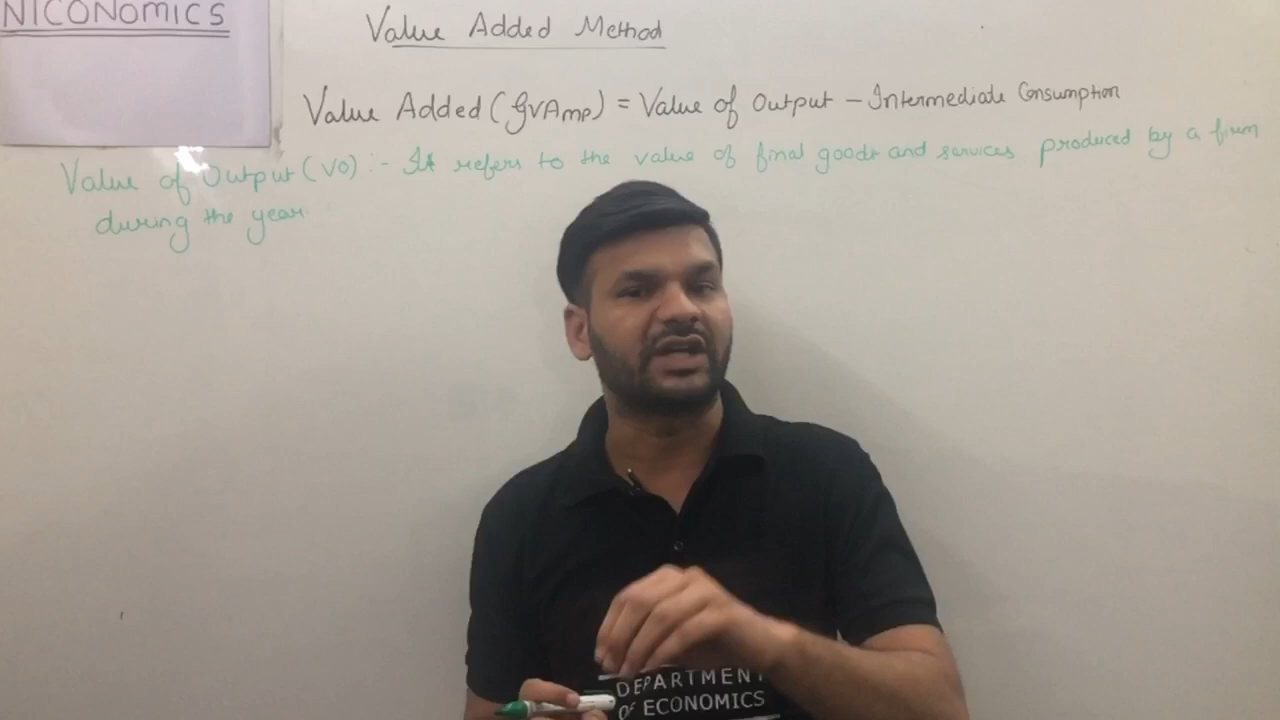 NICONOMICS
Value Added Method
Value Added (GVAMP) = Value of Output - Intermediate Consumption
Value of Output (VO) :- It refers to the value of final goods and services produced by a firm
during the year.
DEPARTMENT
OF ECONOMICS